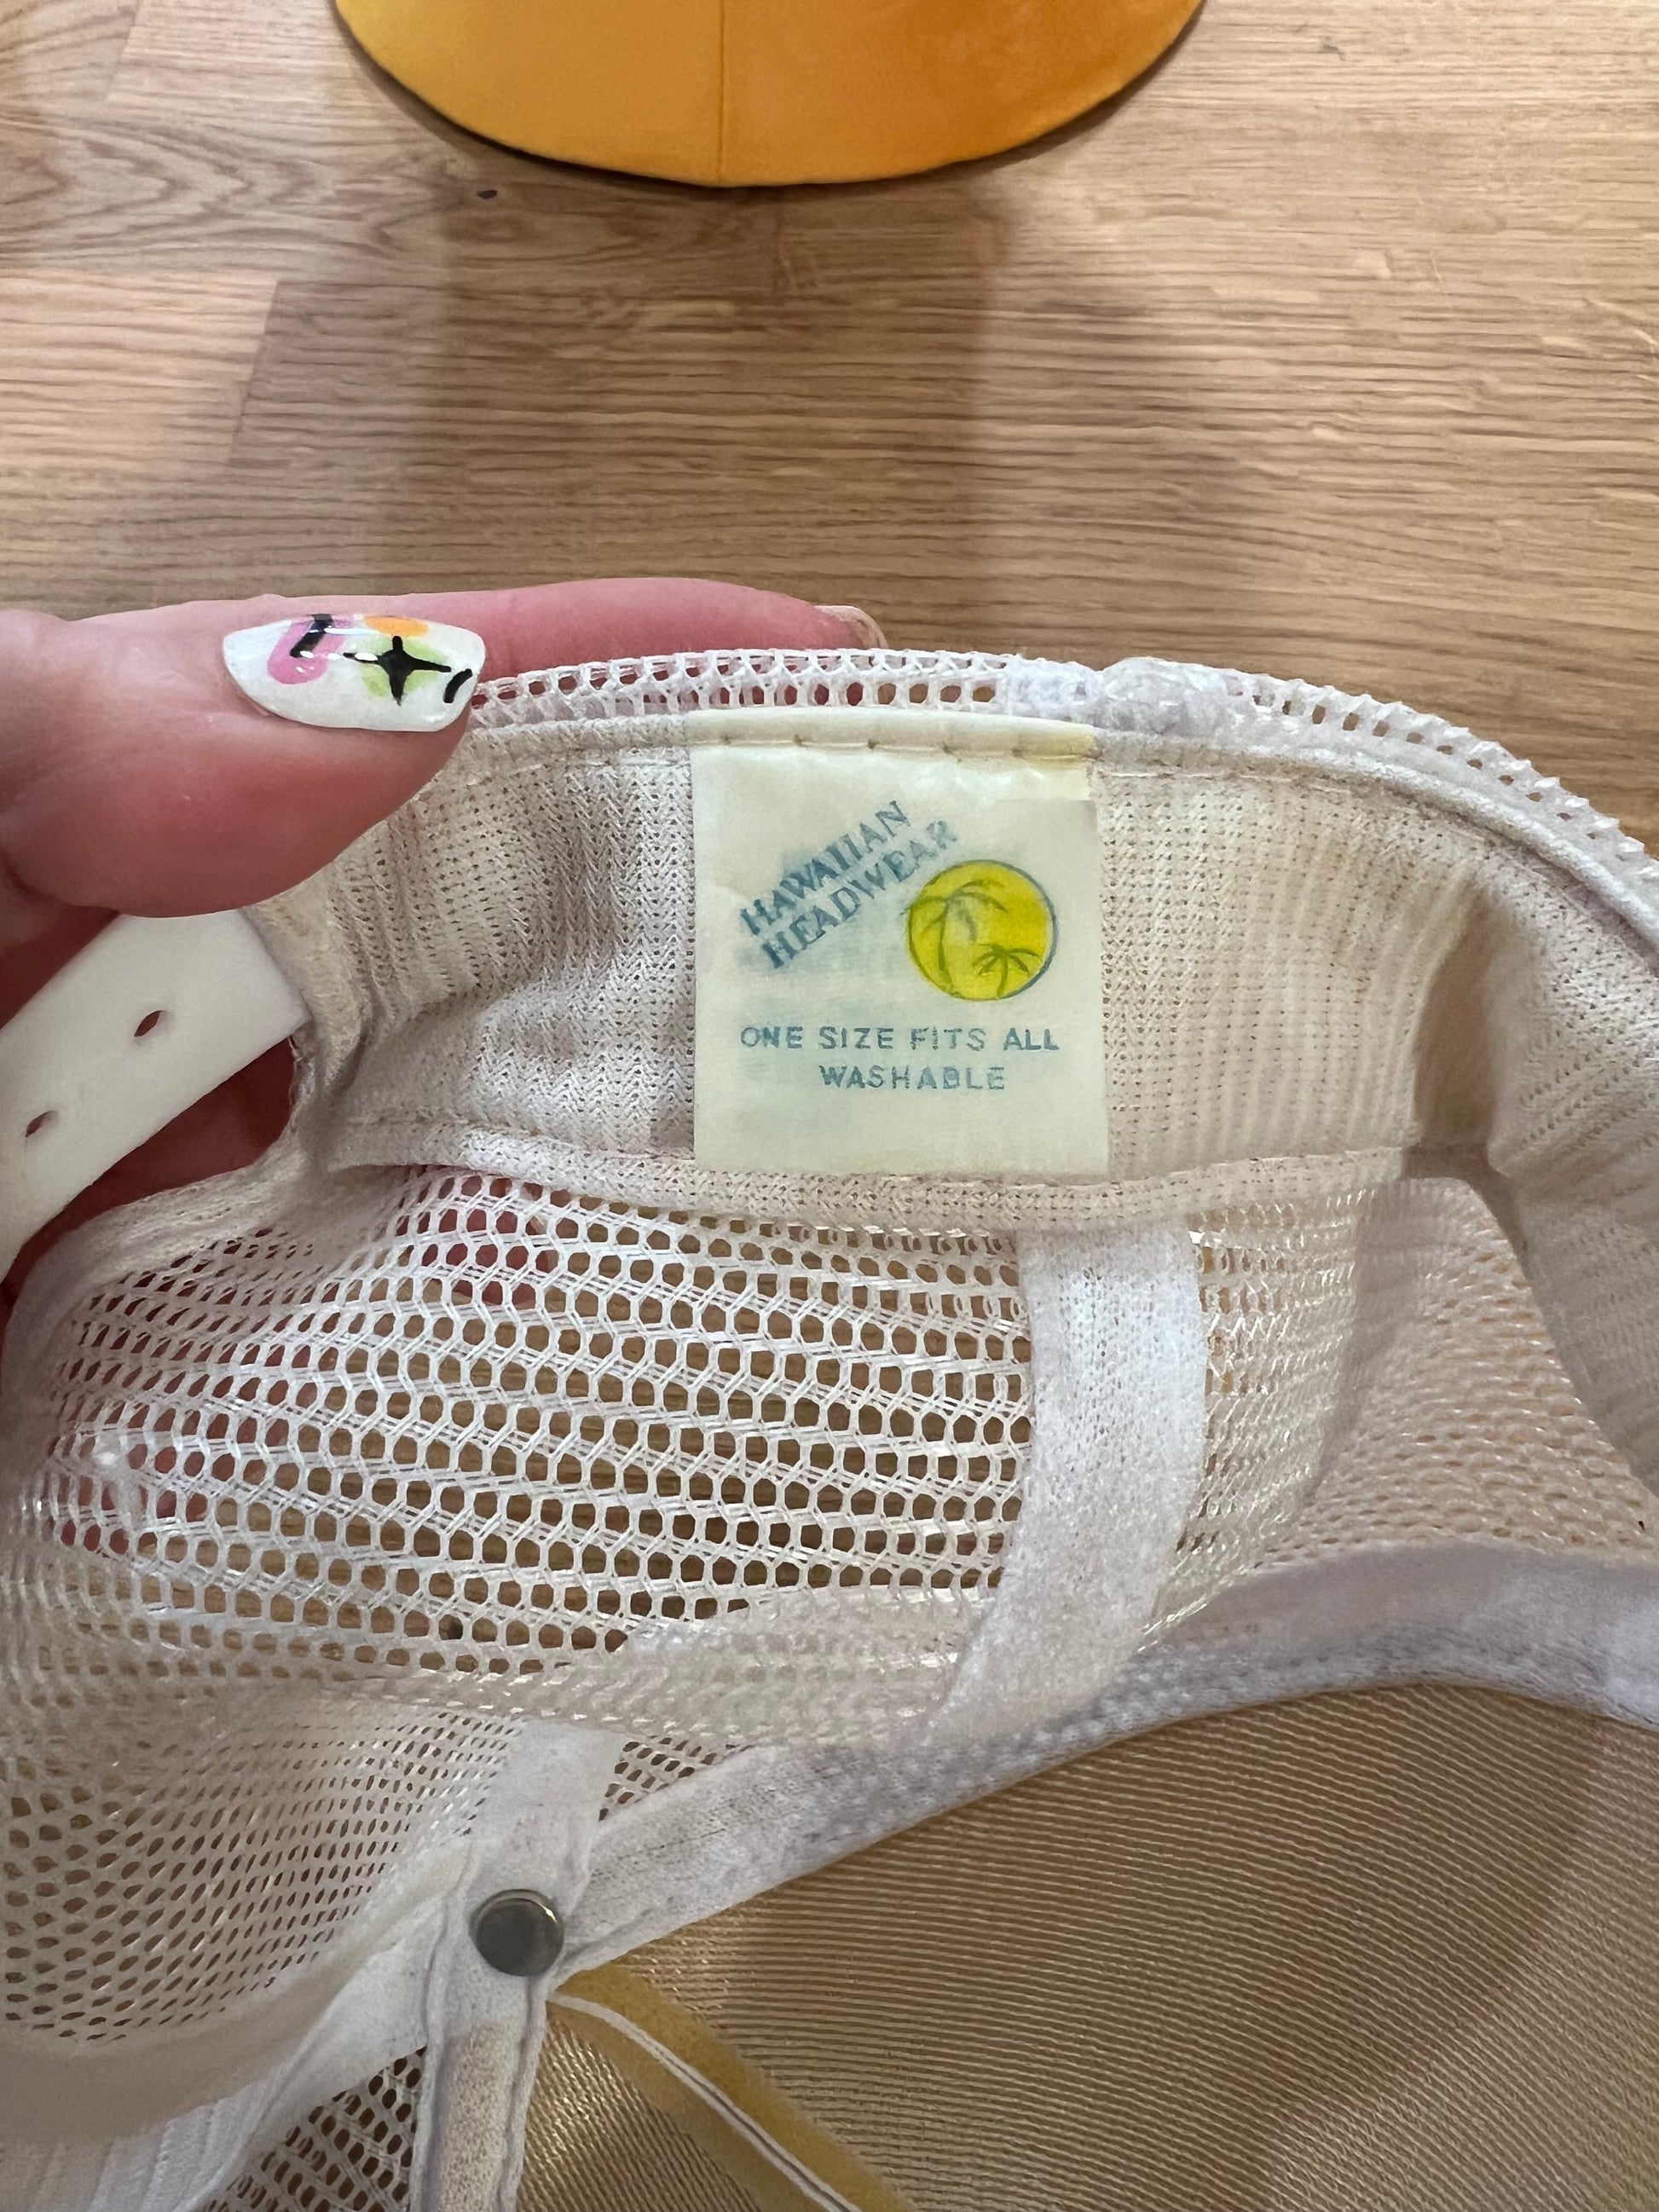 HAWAIIAN
HEADWEAR
ONE SIZE FITS ALL
WASHABLE